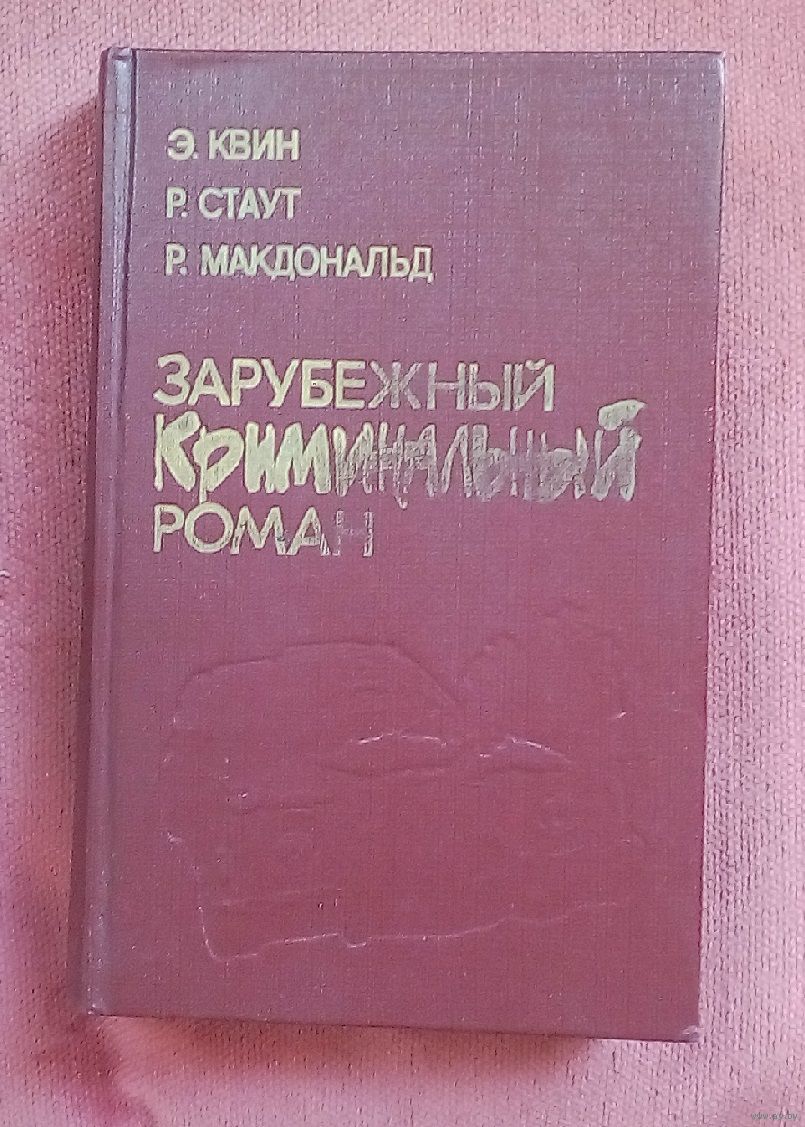 Э. КВИН
Р. СТАУТ
Р. МАКДОНАЛЬД
ЗАРУБЕЖНЫЙ
КРИМИНАЛЬНЫЙ
РОМАН